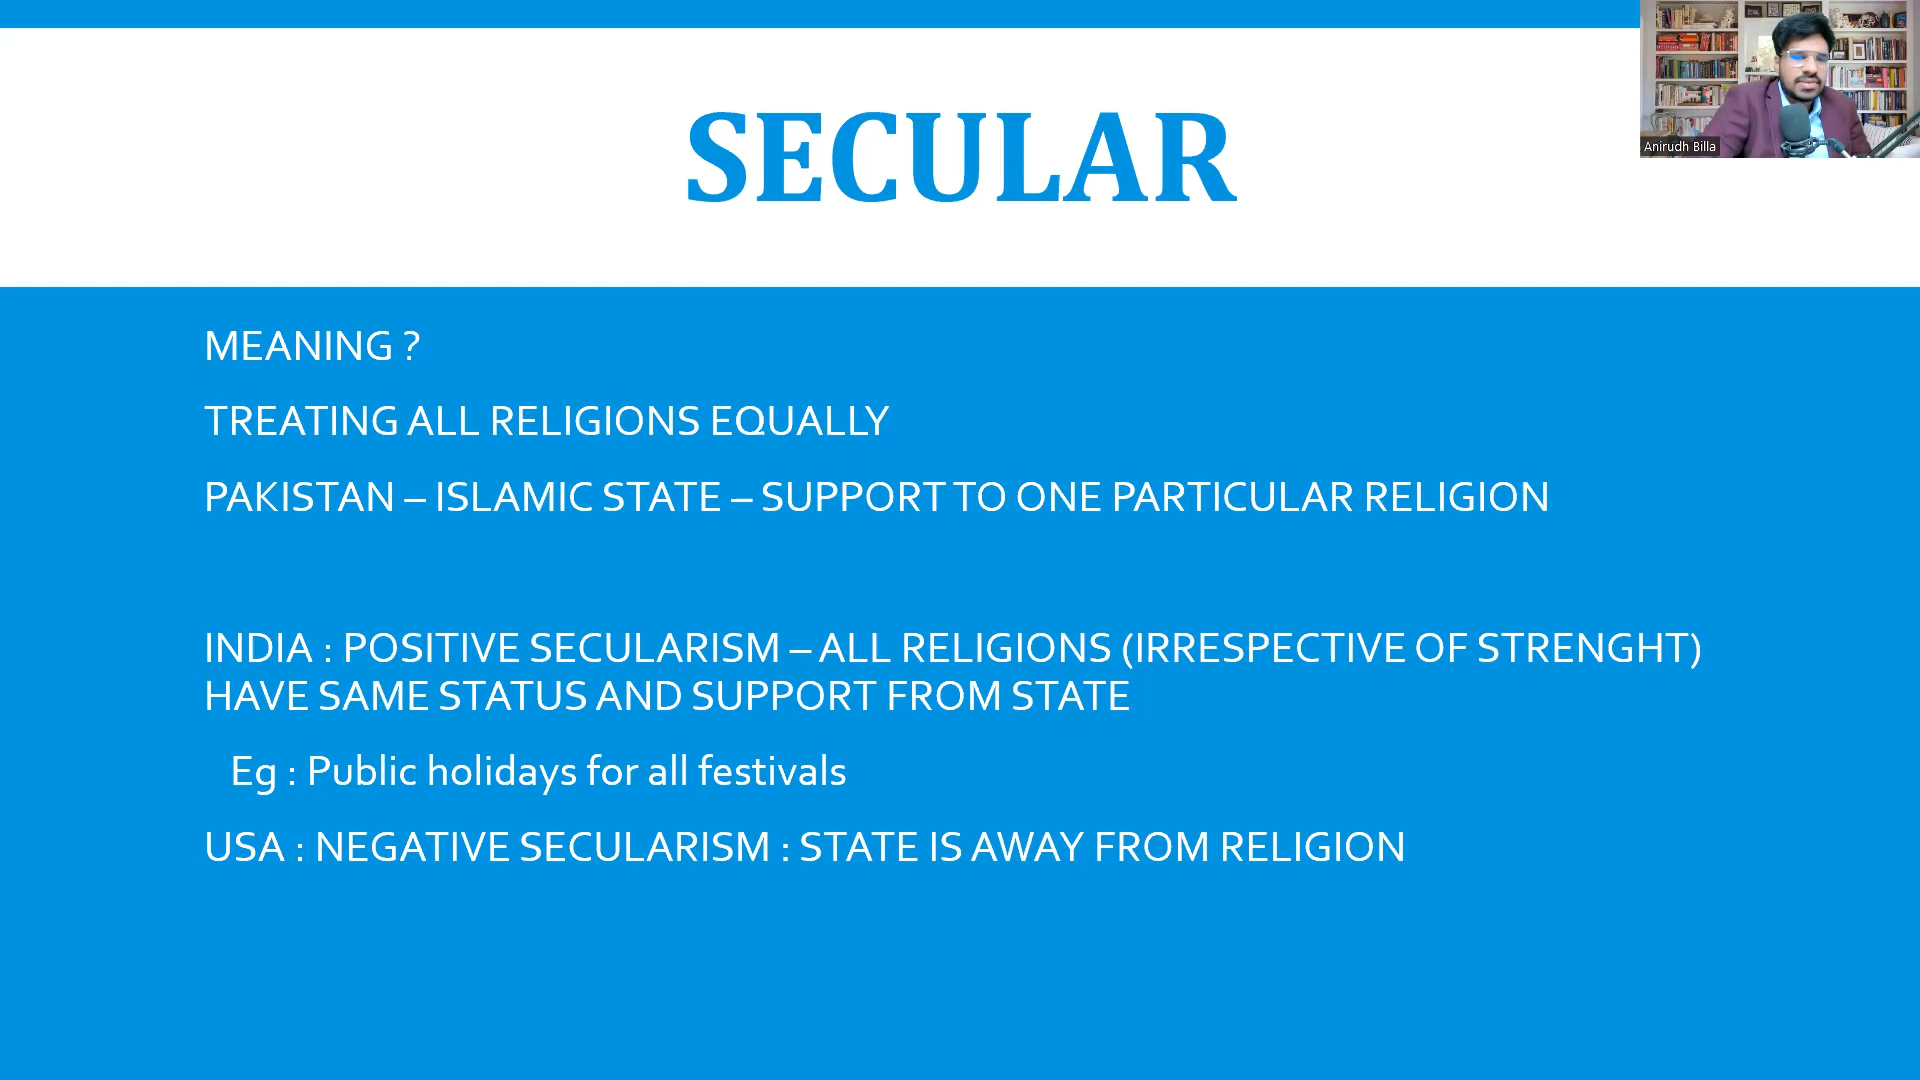 SECULAR
Anirudh Billa
MEANING ?
TREATING ALL RELIGIONS EQUALLY
PAKISTAN – ISLAMIC STATE – SUPPORT TO ONE PARTICULAR RELIGION
INDIA : POSITIVE SECULARISM – ALL RELIGIONS (IRRESPECTIVE OF STRENGHT)
HAVE SAME STATUS AND SUPPORT FROM STATE
Eg : Public holidays for all festivals
USA : NEGATIVE SECULARISM : STATE IS AWAY FROM RELIGION